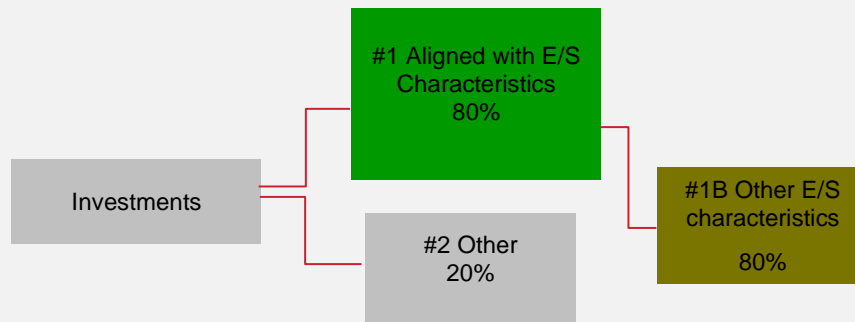 #1 Aligned with E/S
Characteristics
80%
Investments
#2 Other
20%
#1B Other E/S
characteristics
80%